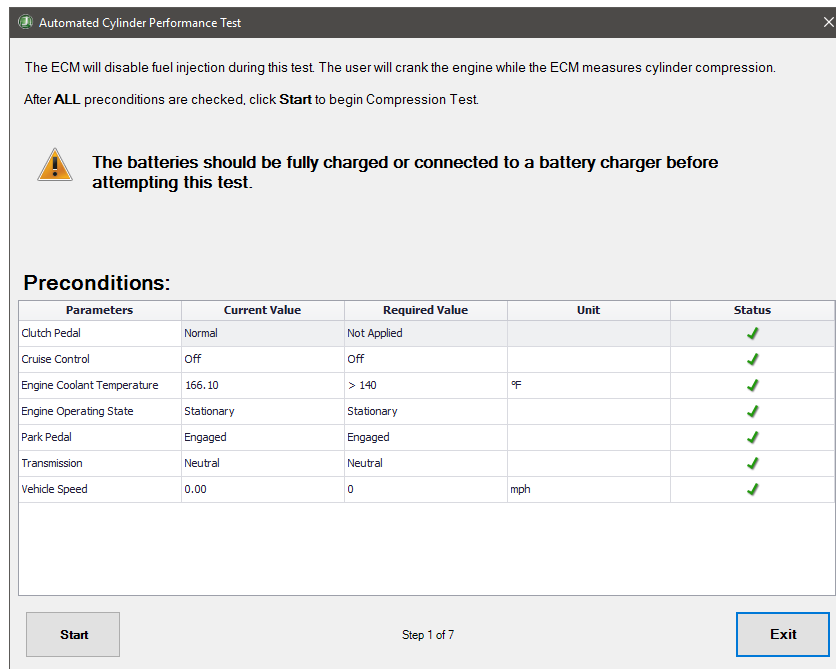 Automated Cylinder Performance Test
The ECM will disable fuel injection during this test. The user will crank the engine while the ECM measures cylinder compression.
After ALL preconditions are checked, click Start to begin Compression Test.
The batteries should be fully charged or connected to a battery charger before
attempting this test.
Preconditions:
Parameters Current Value Required Value Unit Status
Clutch Pedal Normal Not Applied
Cruise Control Off Off
Engine Coolant Temperature 166.10 > 140 ºF
Engine Operating State Stationary Stationary
Park Pedal Engaged Engaged
Transmission Neutral Neutral
Vehicle Speed 0.00 0 mph
Start Step 1 of 7 Exit